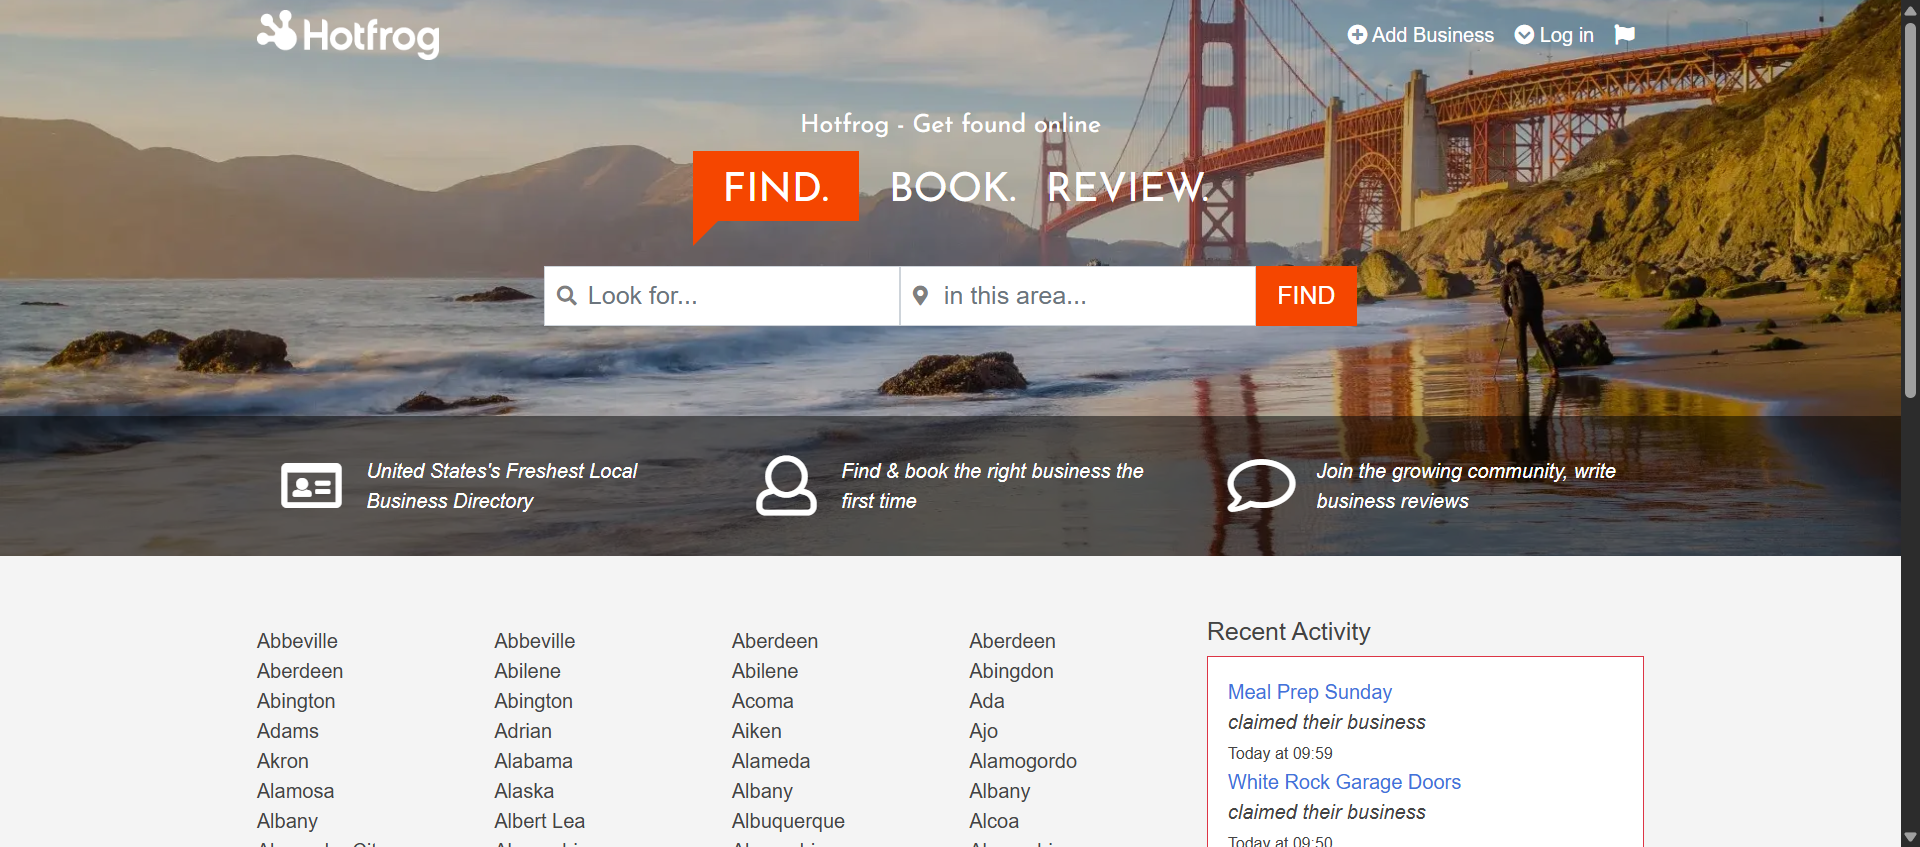 Hotfrog
Add Business
Log in
Hotfrog - Get found online
FIND.
BOOK.
REVIEW.
Look for...
in this area...
FIND
United States's Freshest Local
Business Directory
Find & book the right business the
first time
Join the growing community, write
business reviews
Abbeville
Aberdeen
Abington
Adams
Akron
Alamosa
Albany
Abbeville
Abilene
Abington
Adrian
Alabama
Alaska
Albert Lea
Aberdeen
Abilene
Acoma
Aiken
Alameda
Albany
Albuquerque
Aberdeen
Abingdon
Ada
Ajo
Alamogordo
Albany
Alcoa
Recent Activity
Meal Prep Sunday
claimed their business
Today at 09:59
White Rock Garage Doors
claimed their business
Today at 09:50